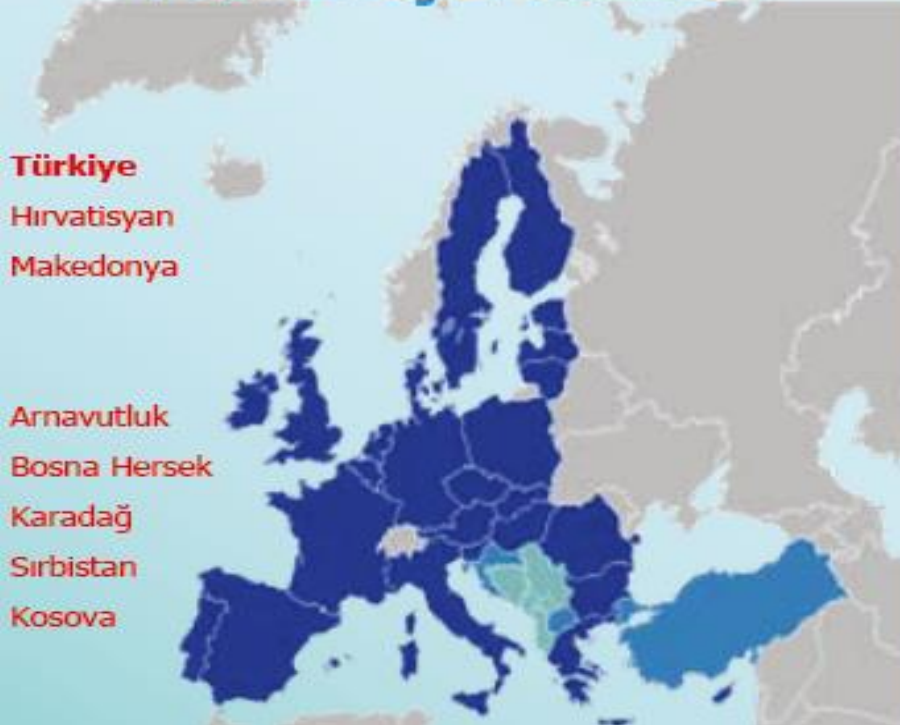 Türkiye
Hırvatisyan
Makedonya
Arnavutluk
Bosna Hersek
Karadağ
Sırbistan
Kosova